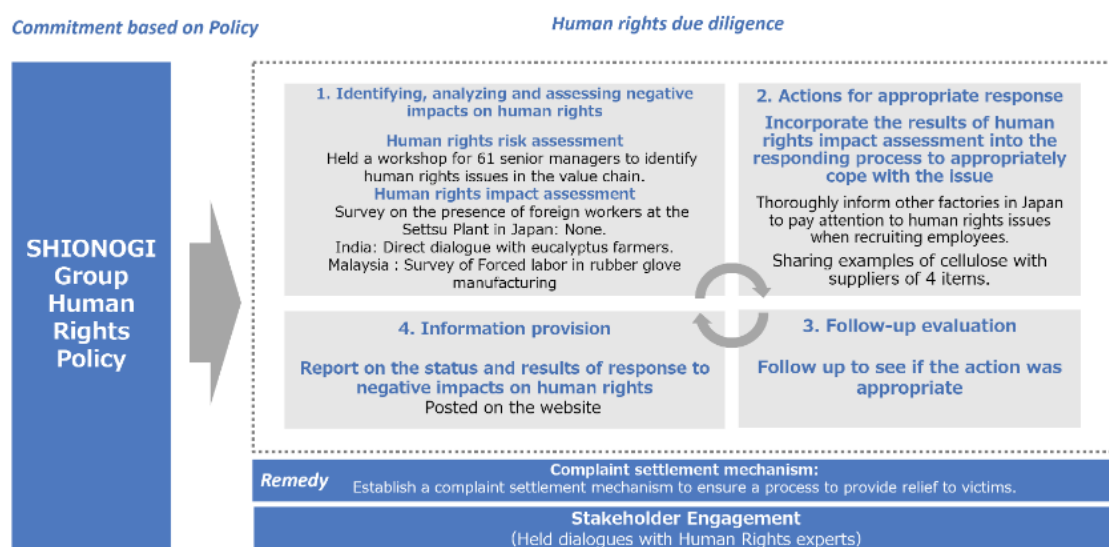 Commitment based on Policy
Human rights due diligence
SHIONOGI
Group
Human
Rights
Policy
1. Identifying, analyzing and assessing negative
impacts on human rights
Human rights risk assessment
Held a workshop for 61 senior managers to identify
human rights issues in the value chain.
Human rights impact assessment
Survey on the presence of foreign workers at the
Settsu Plant in Japan: None.
India: Direct dialogue with eucalyptus farmers.
Malaysia : Survey of Forced labor in rubber glove
manufacturing
2. Actions for appropriate response
Incorporate the results of human
rights impact assessment into the
responding process to appropriately
cope with the issue
Thoroughly inform other factories in Japan
to pay attention to human rights issues
when recruiting employees.
Sharing examples of cellulose with
suppliers of 4 items.
4. Information provision
Report on the status and results of response to
negative impacts on human rights
Posted on the website
3. Follow-up evaluation
Follow up to see if the action was
appropriate
Remedy
Complaint settlement mechanism:
Establish a complaint settlement mechanism to ensure a process to provide relief to victims.
Stakeholder Engagement
(Held dialogues with Human Rights experts)